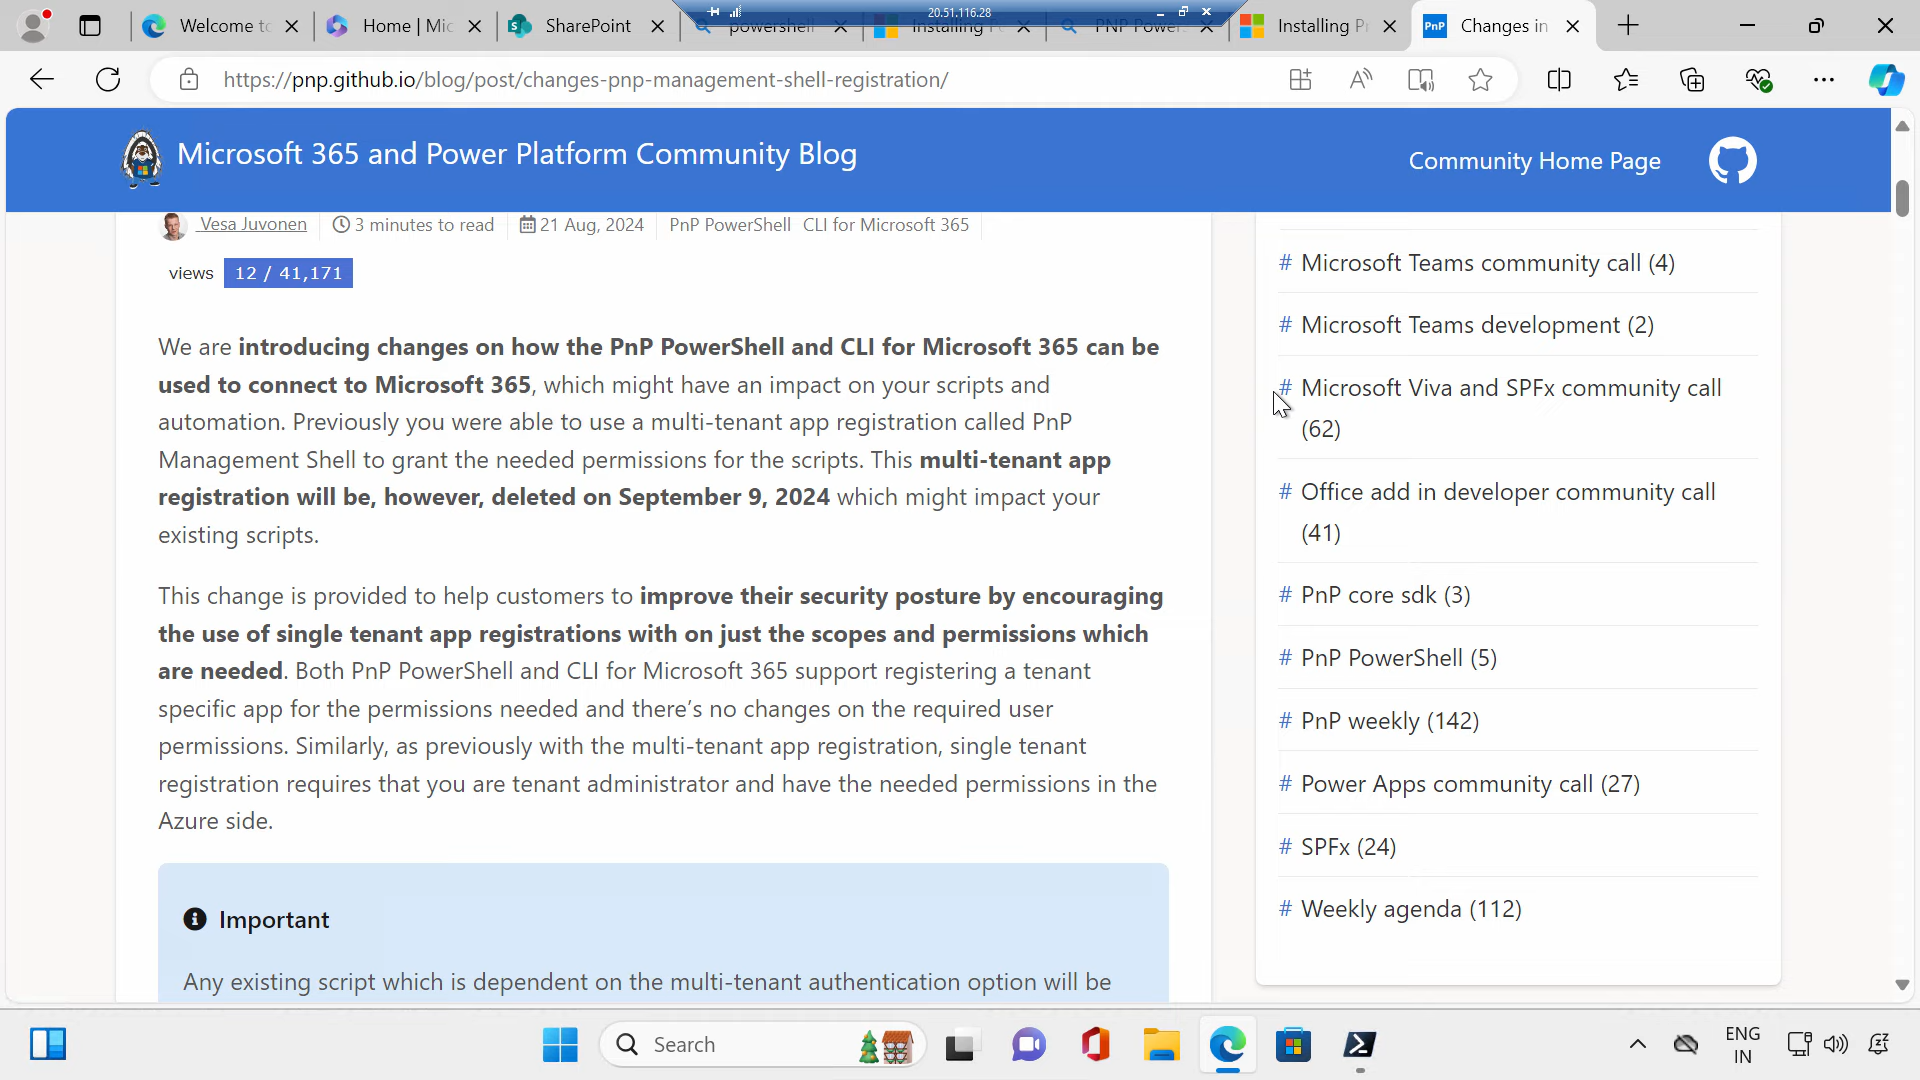 Welcome to
Home | Mic
SharePoint
powershell
Installing P
PNP Power
Installing P
PnP
Changes in
20.51.116.28
https://pnp.github.io/blog/post/changes-pnp-management-shell-registration/
Microsoft 365 and Power Platform Community Blog
Community Home Page
Vesa Juvonen
3 minutes to read
21 Aug, 2024
PnP PowerShell
CLI for Microsoft 365
views 12 / 41,171
We are introducing changes on how the PnP PowerShell and CLI for Microsoft 365 can be
used to connect to Microsoft 365, which might have an impact on your scripts and
automation. Previously you were able to use a multi-tenant app registration called PnP
Management Shell to grant the needed permissions for the scripts. This multi-tenant app
registration will be, however, deleted on September 9, 2024 which might impact your
existing scripts.
This change is provided to help customers to improve their security posture by encouraging
the use of single tenant app registrations with on just the scopes and permissions which
are needed. Both PnP PowerShell and CLI for Microsoft 365 support registering a tenant
specific app for the permissions needed and there's no changes on the required user
permissions. Similarly, as previously with the multi-tenant app registration, single tenant
registration requires that you are tenant administrator and have the needed permissions in the
Azure side.
Important
Any existing script which is dependent on the multi-tenant authentication option will be
# Microsoft Teams community call (4)
# Microsoft Teams development (2)
# Microsoft Viva and SPFx community call
(62)
# Office add in developer community call
(41)
# PnP core sdk (3)
# PnP PowerShell (5)
# PnP weekly (142)
# Power Apps community call (27)
# SPFx (24)
# Weekly agenda (112)
Search
ENG
IN